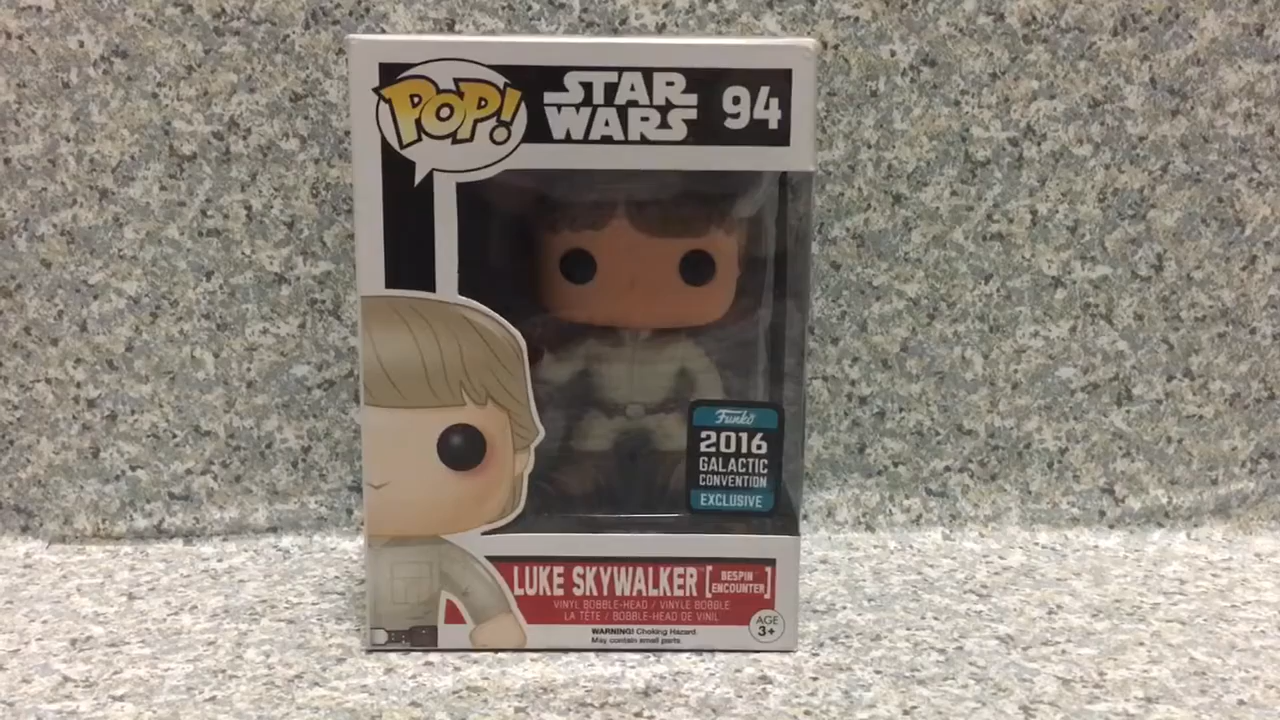 POP!
STAR
WARS
94
Funko
2016
GALACTIC
CONVENTION
EXCLUSIVE
LUKE SKYWALKER™ [BESPIN
ENCOUNTER]
VINYL BOBBLE-HEAD / VINYLE BOBBLE
LA TÊTE / BOBBLE-HEAD DE VINIL
WARNING! Choking Hazard.
May contain small parts.
AGE
3+